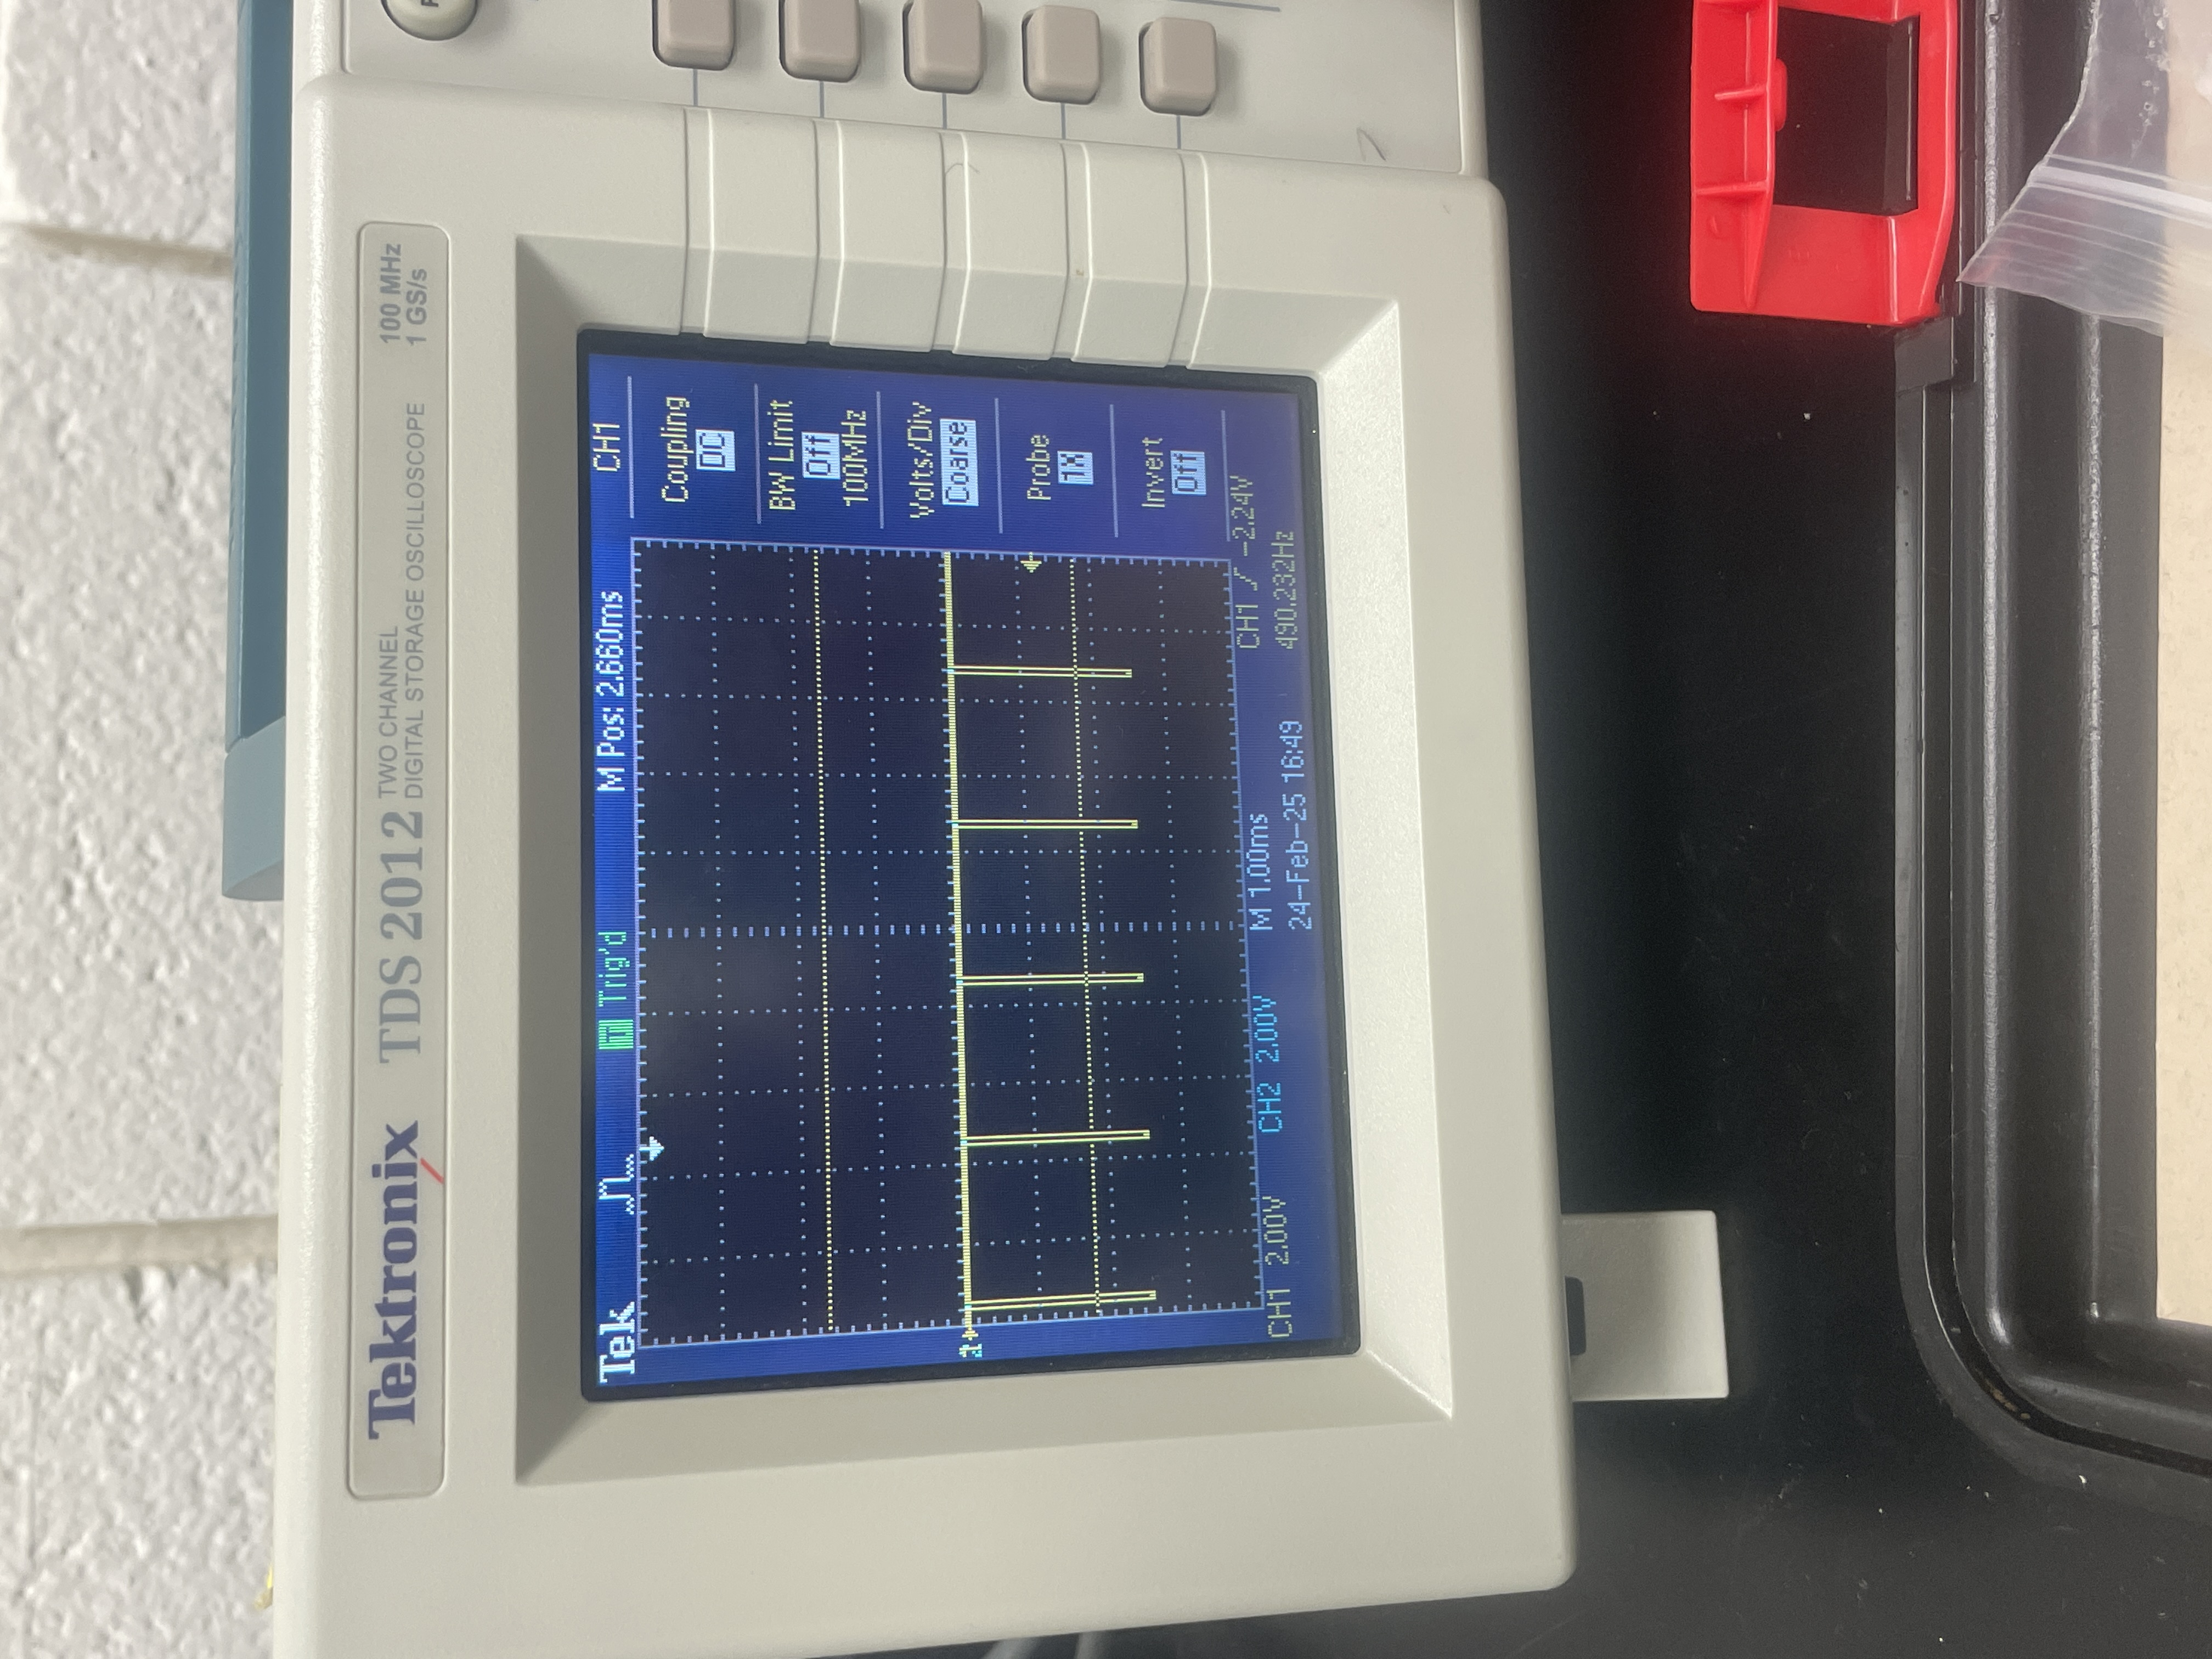 Tektronix TDS 2012 TWO CHANNEL DIGITAL STORAGE OSCILLOSCOPE 100 MHz 1 GS/s
Tek T Trig'd M Pos: 2.660ms CH1
Coupling
DC
BW Limit
Off
100MHz
Volts/Div
Coarse
Probe
1X
Invert
Off
CH1 2.00V CH2 2.00V M 1.00ms CH1 -2.24V
24-Feb-25 16:49 490.232Hz